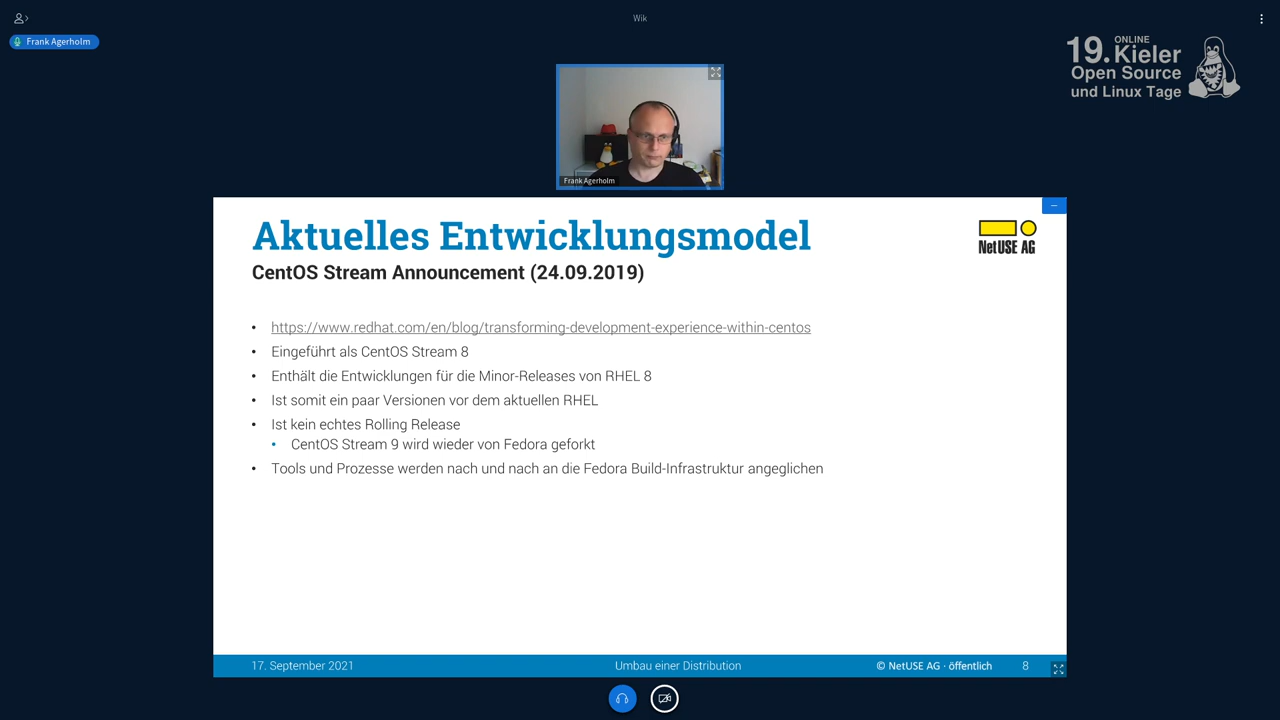 Wik
Frank Agerholm
ONLINE
19. Kieler
Open Source
und Linux Tage
Frank Agerholm
Aktuelles Entwicklungsmodel
NetUSE AG
CentOS Stream Announcement (24.09.2019)
• https://www.redhat.com/en/blog/transforming-development-experience-within-centos
• Eingeführt als CentOS Stream 8
• Enthält die Entwicklungen für die Minor-Releases von RHEL 8
• Ist somit ein paar Versionen vor dem aktuellen RHEL
• Ist kein echtes Rolling Release
• CentOS Stream 9 wird wieder von Fedora geforkt
• Tools und Prozesse werden nach und nach an die Fedora Build-Infrastruktur angeglichen
17. September 2021 Umbau einer Distribution © NetUSE AG · öffentlich 8